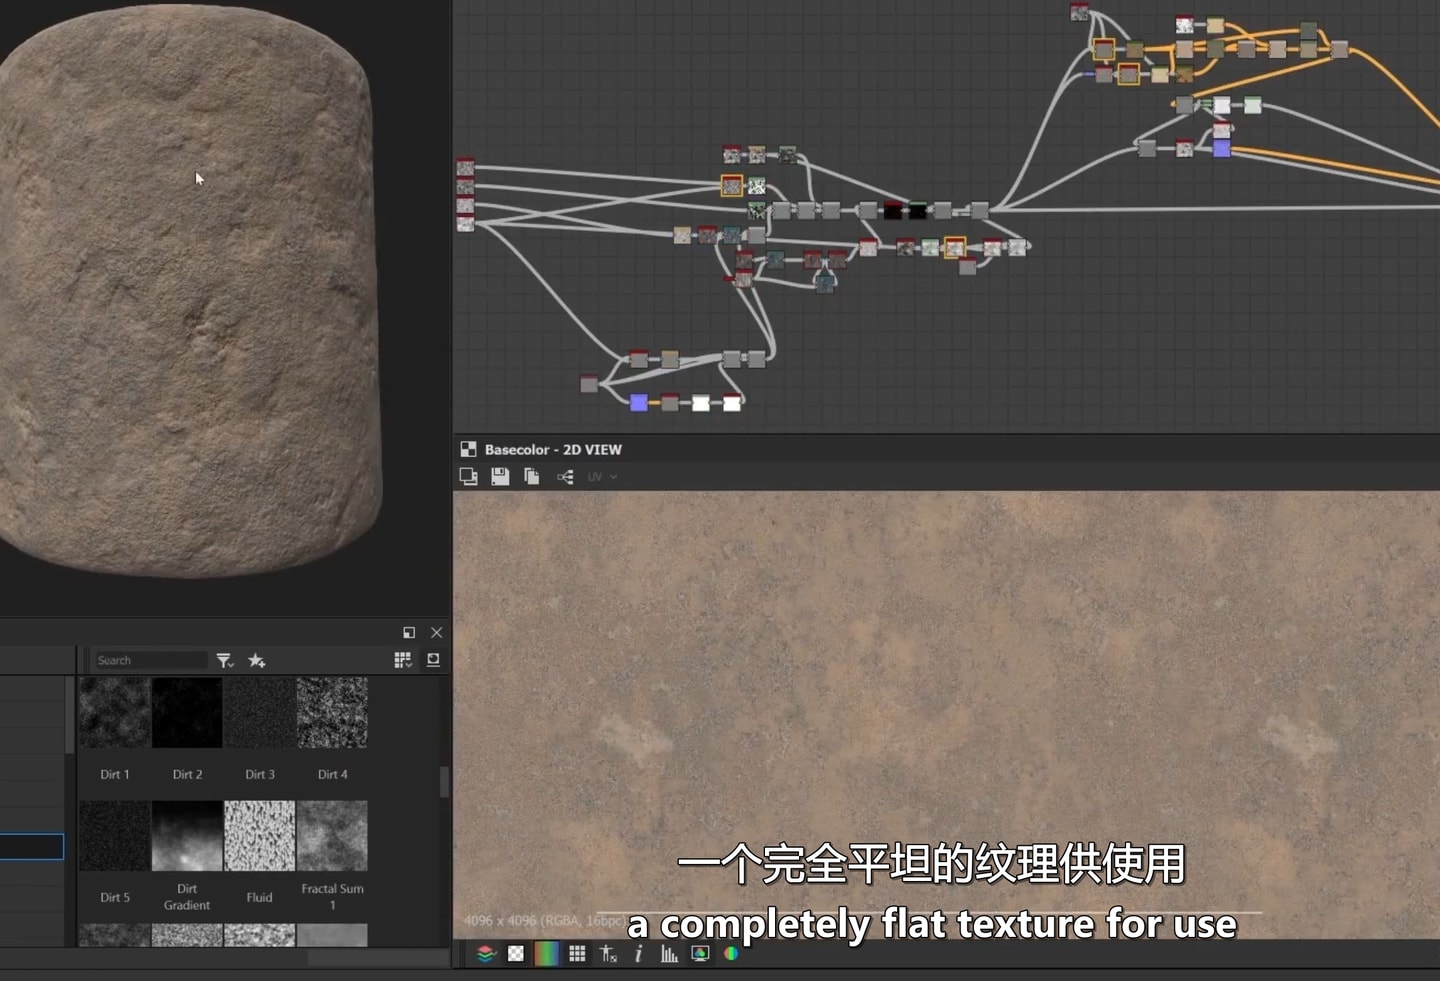 Basecolor - 2D VIEW
UV
Search
Dirt 1
Dirt 2
Dirt 3
Dirt 4
Dirt 5
Dirt
Gradient
Fluid
Fractal Sum
1
一个完全平坦的纹理供使用
4096 x 4096 (RGBA, 16bpc)
a completely flat texture for use